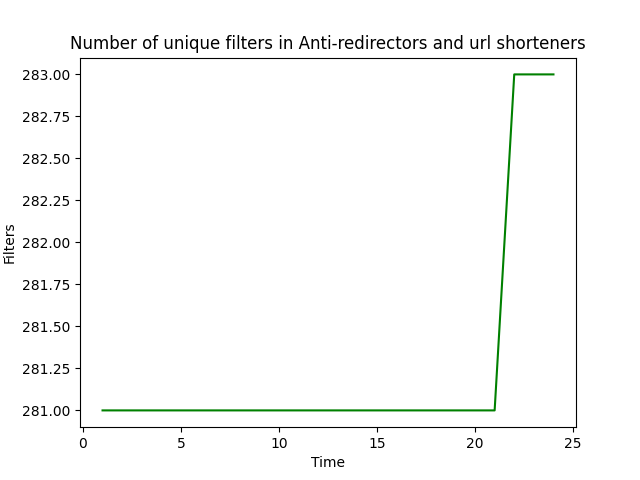 Number of unique filters in Anti-redirectors and url shorteners
283.00
282.75
282.50
282.25
282.00
281.75
281.50
281.25
281.00
Filters
0 5 10 15 20 25
Time